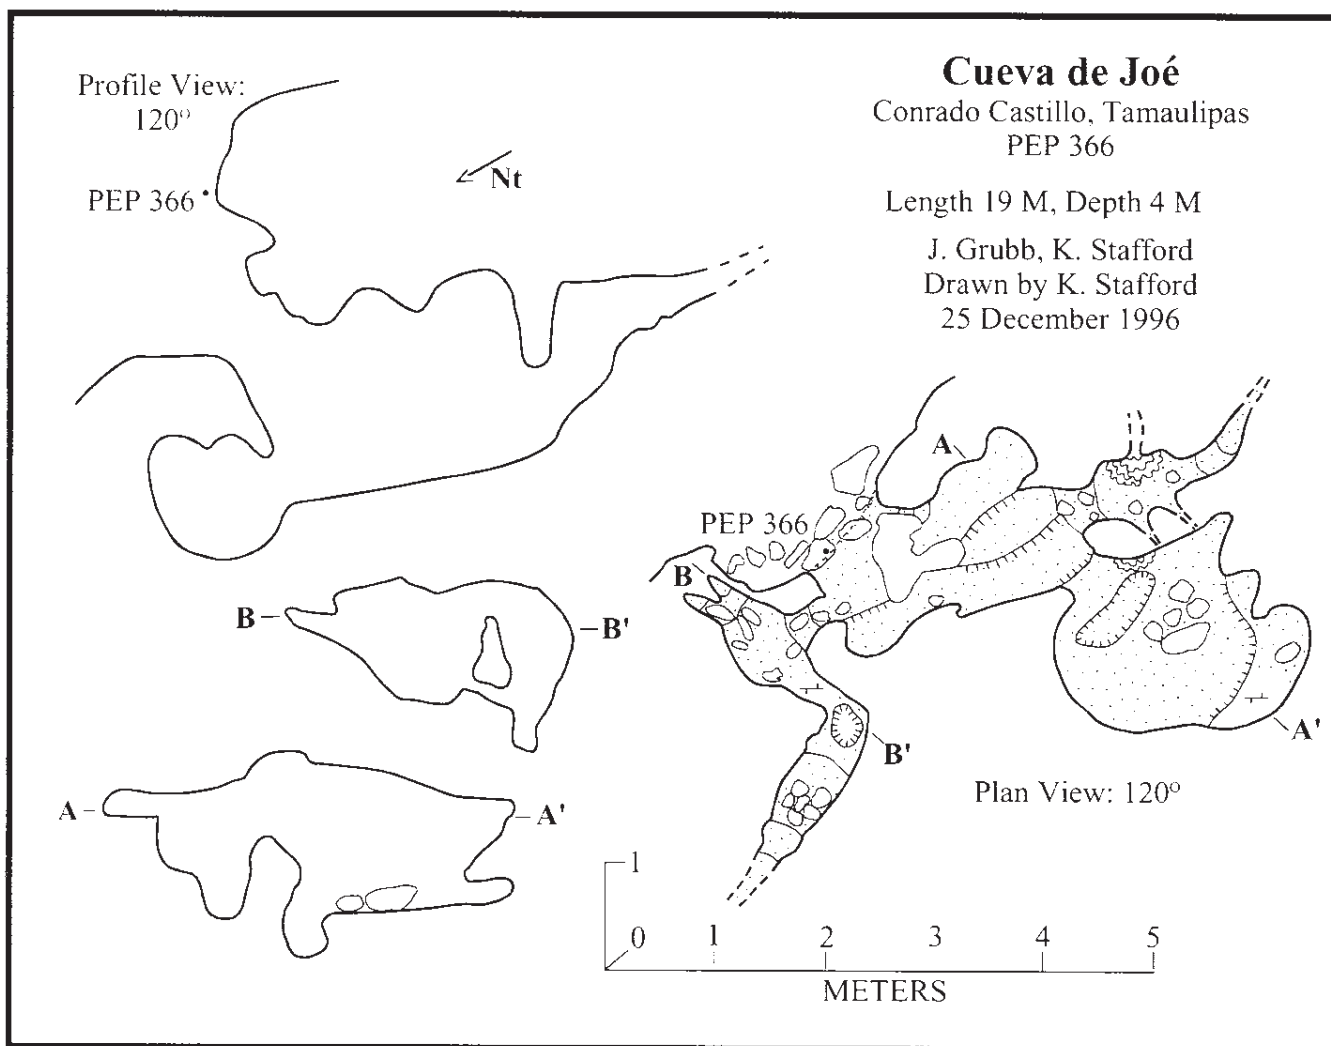 Profile View:
120°
PEP 366
Nt
Cueva de Joé
Conrado Castillo, Tamaulipas
PEP 366
Length 19 M, Depth 4 M
J. Grubb, K. Stafford
Drawn by K. Stafford
25 December 1996
A
PEP 366
B
B'
A'
Plan View: 120°
B
B'
A
A'
1
0 1 2 3 4 5
METERS